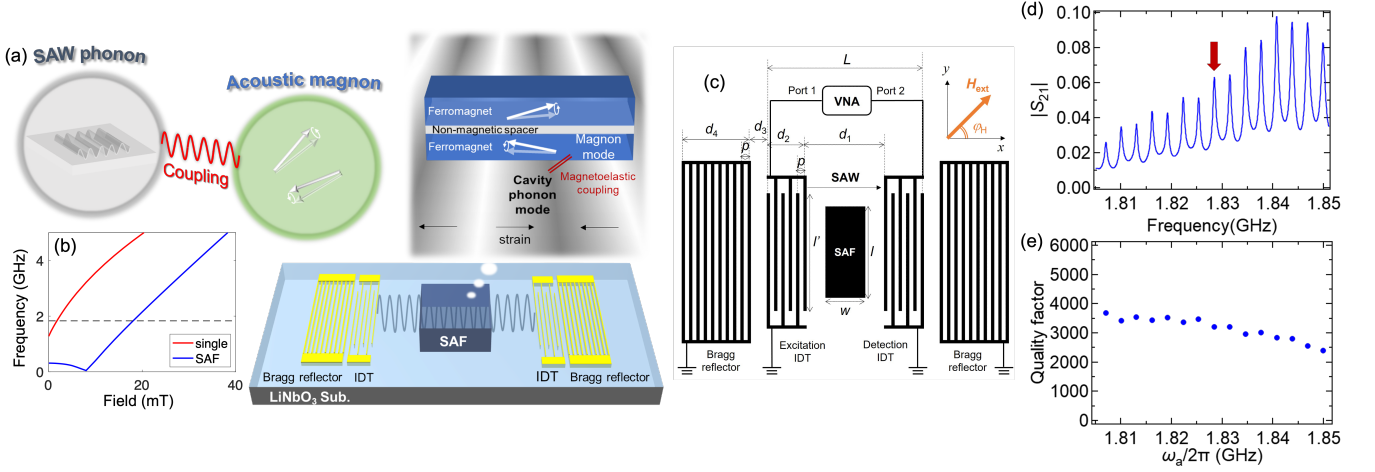 (a)
SAW phonon
Acoustic magnon
Coupling
Ferromagnet
Non-magnetic spacer
Ferromagnet
Magnon
mode
Magnetoelastic
coupling
Cavity
phonon
mode
strain
(b)
Frequency (GHz)
4
2
0
single
SAF
0
20
40
Field (mT)
SAF
Bragg reflector
IDT
IDT
Bragg reflector
LiNbO3 Sub.
(c)
L
Port 1
VNA
Port 2
y
Hext
φH
x
d4
d3
d2
d1
p
p
SAW
l'
SAF
l
w
Bragg
reflector
Excitation
IDT
Detection
IDT
Bragg
reflector
(d)
|S21|
0.10
0.08
0.06
0.04
0.02
0.00
1.81 1.82 1.83 1.84 1.85
Frequency(GHz)
(e)
Quality factor
6000
5000
4000
3000
2000
1000
0
1.81 1.82 1.83 1.84 1.85
ωa/2π (GHz)